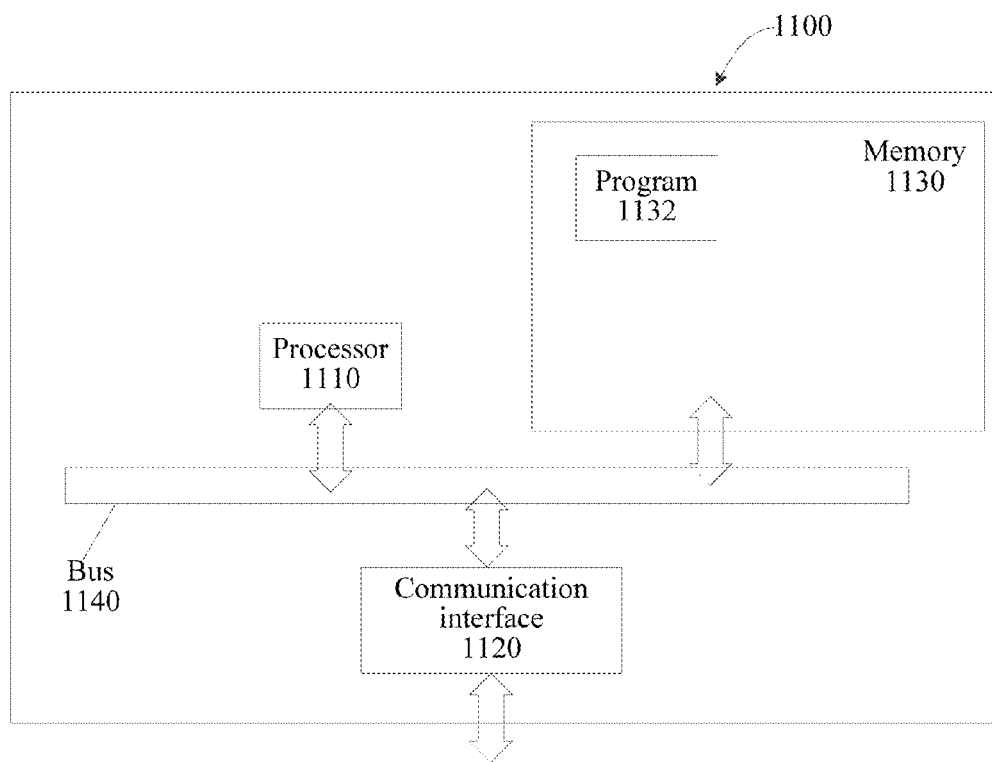 1100
Memory
1130
Program
1132
Processor
1110
Bus
1140
Communication
interface
1120